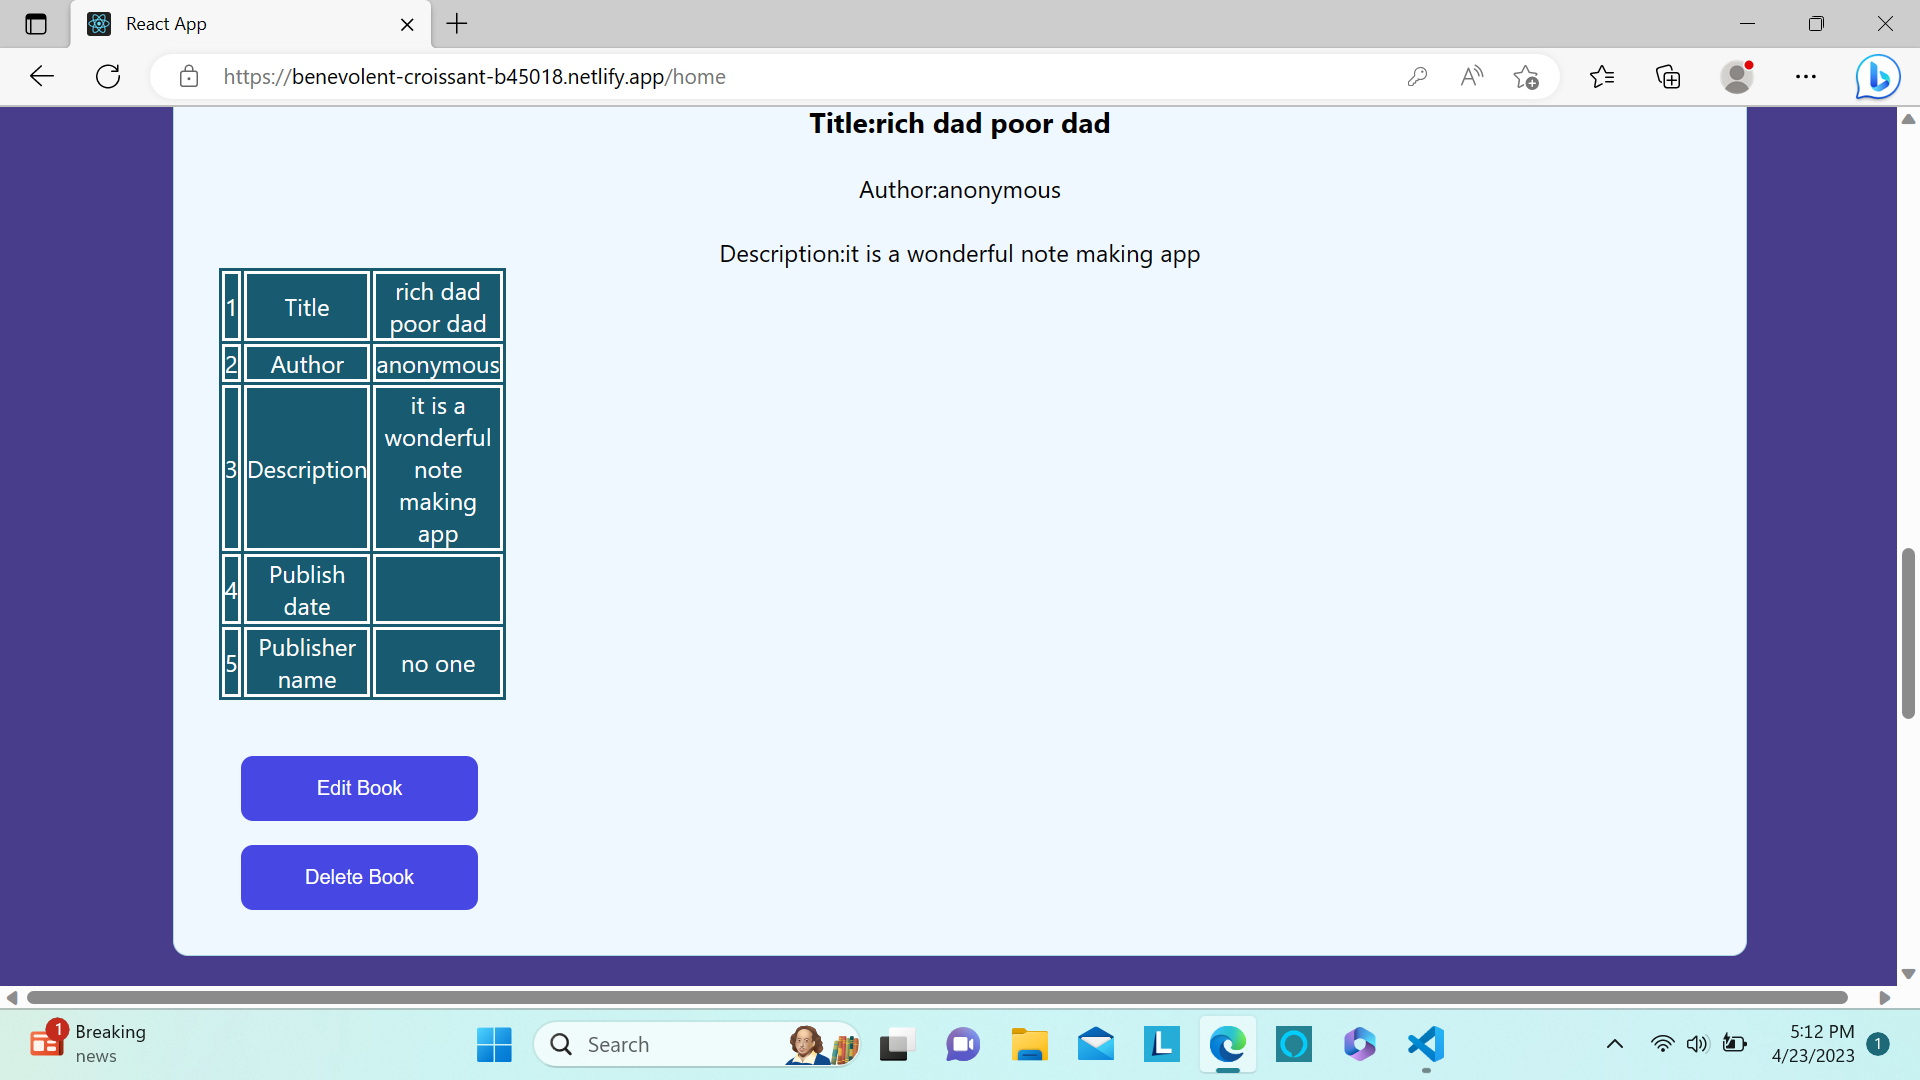 React App
https://benevolent-croissant-b45018.netlify.app/home
Title:rich dad poor dad
Author:anonymous
Description:it is a wonderful note making app
1 Title rich dad
poor dad
2 Author anonymous
3 Description it is a
wonderful
note
making
app
4 Publish
date
5 Publisher
name no one
Edit Book
Delete Book
1 Breaking
news
Search
L
5:12 PM
4/23/2023
1